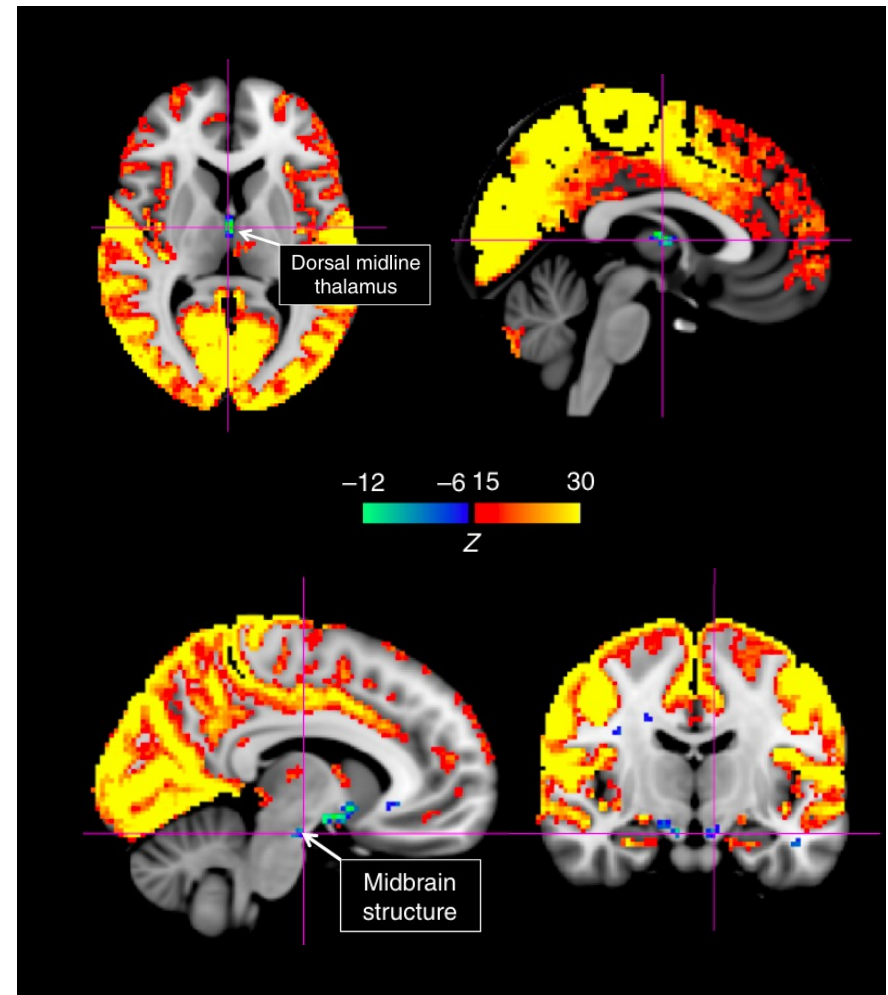 Dorsal midline
thalamus
−12 −6 15 30
Z
Midbrain
structure